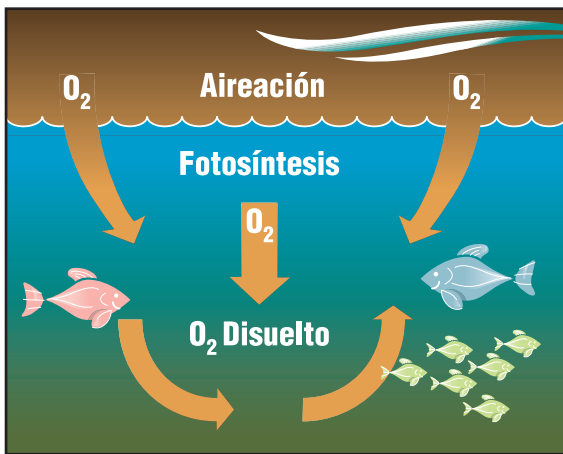 O₂ Aireación O₂
Fotosíntesis
O₂
O₂ Disuelto